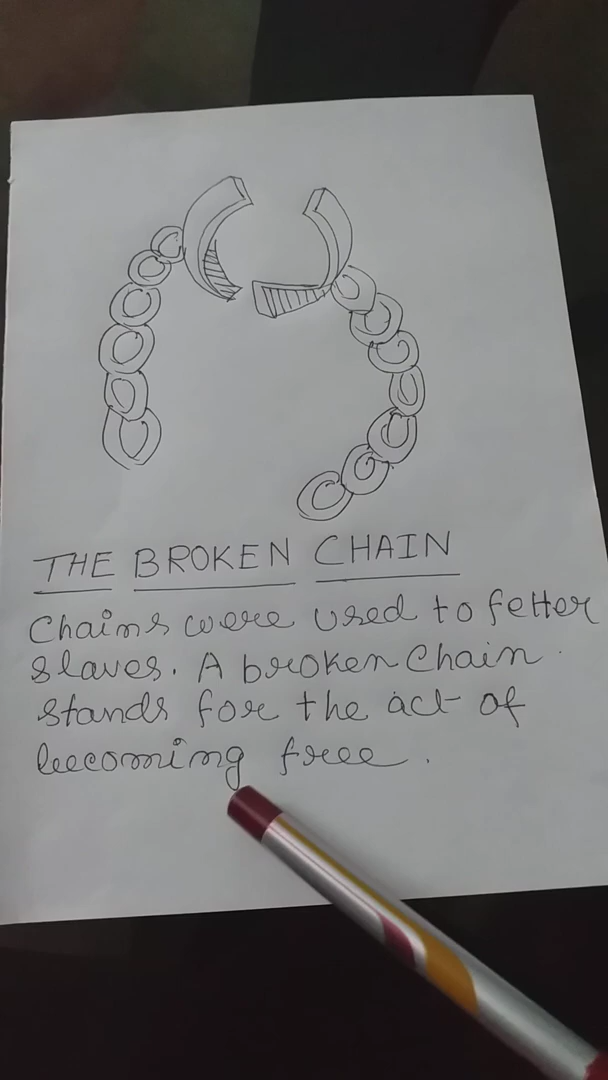 THE BROKEN CHAIN
Chains were used to fetter
slaves. A broken Chain
stands for the act of
becoming free.